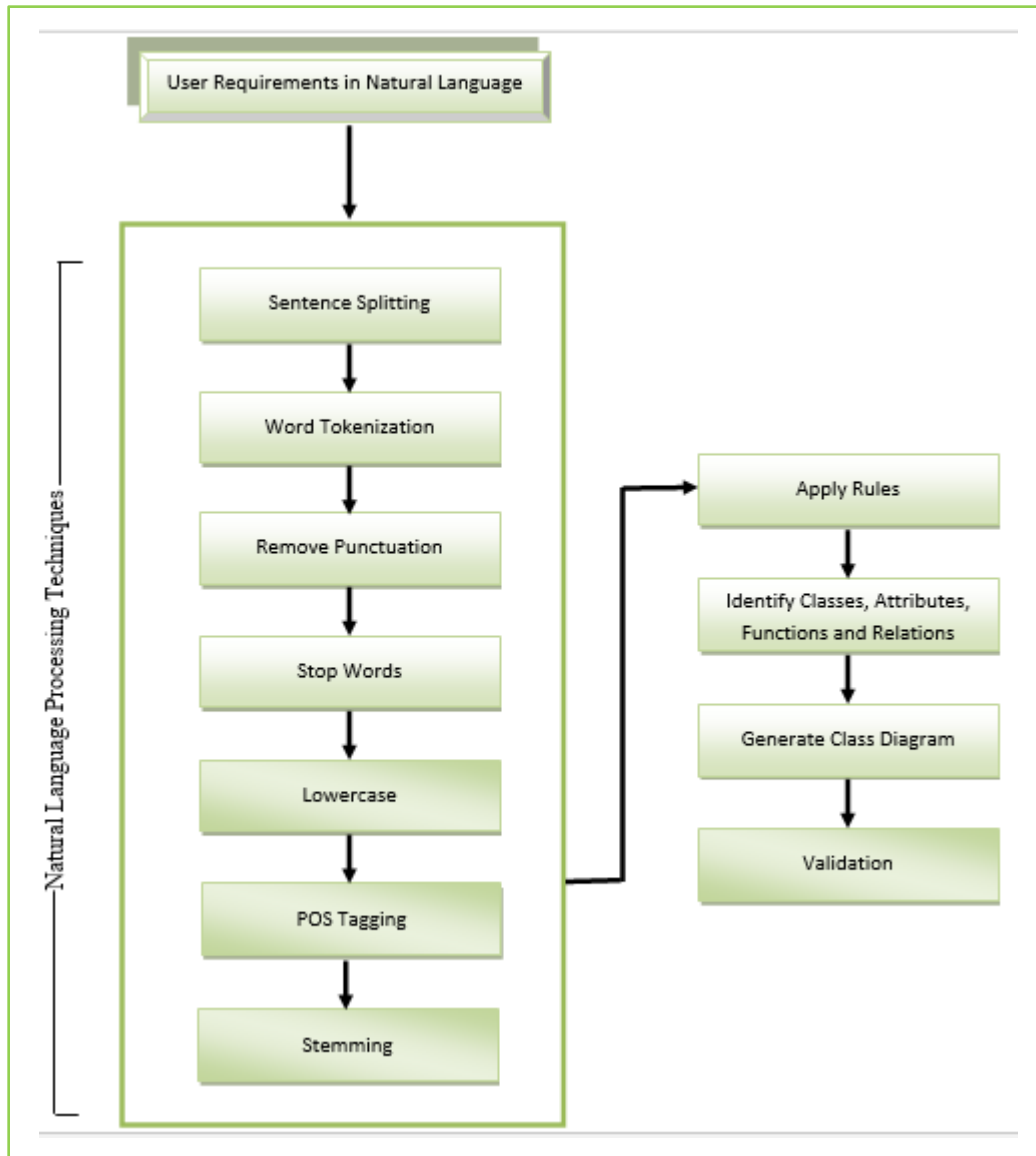 User Requirements in Natural Language
Natural Language Processing Techniques
Sentence Splitting
Word Tokenization
Remove Punctuation
Stop Words
Lowercase
POS Tagging
Stemming
Apply Rules
Identify Classes, Attributes,
Functions and Relations
Generate Class Diagram
Validation